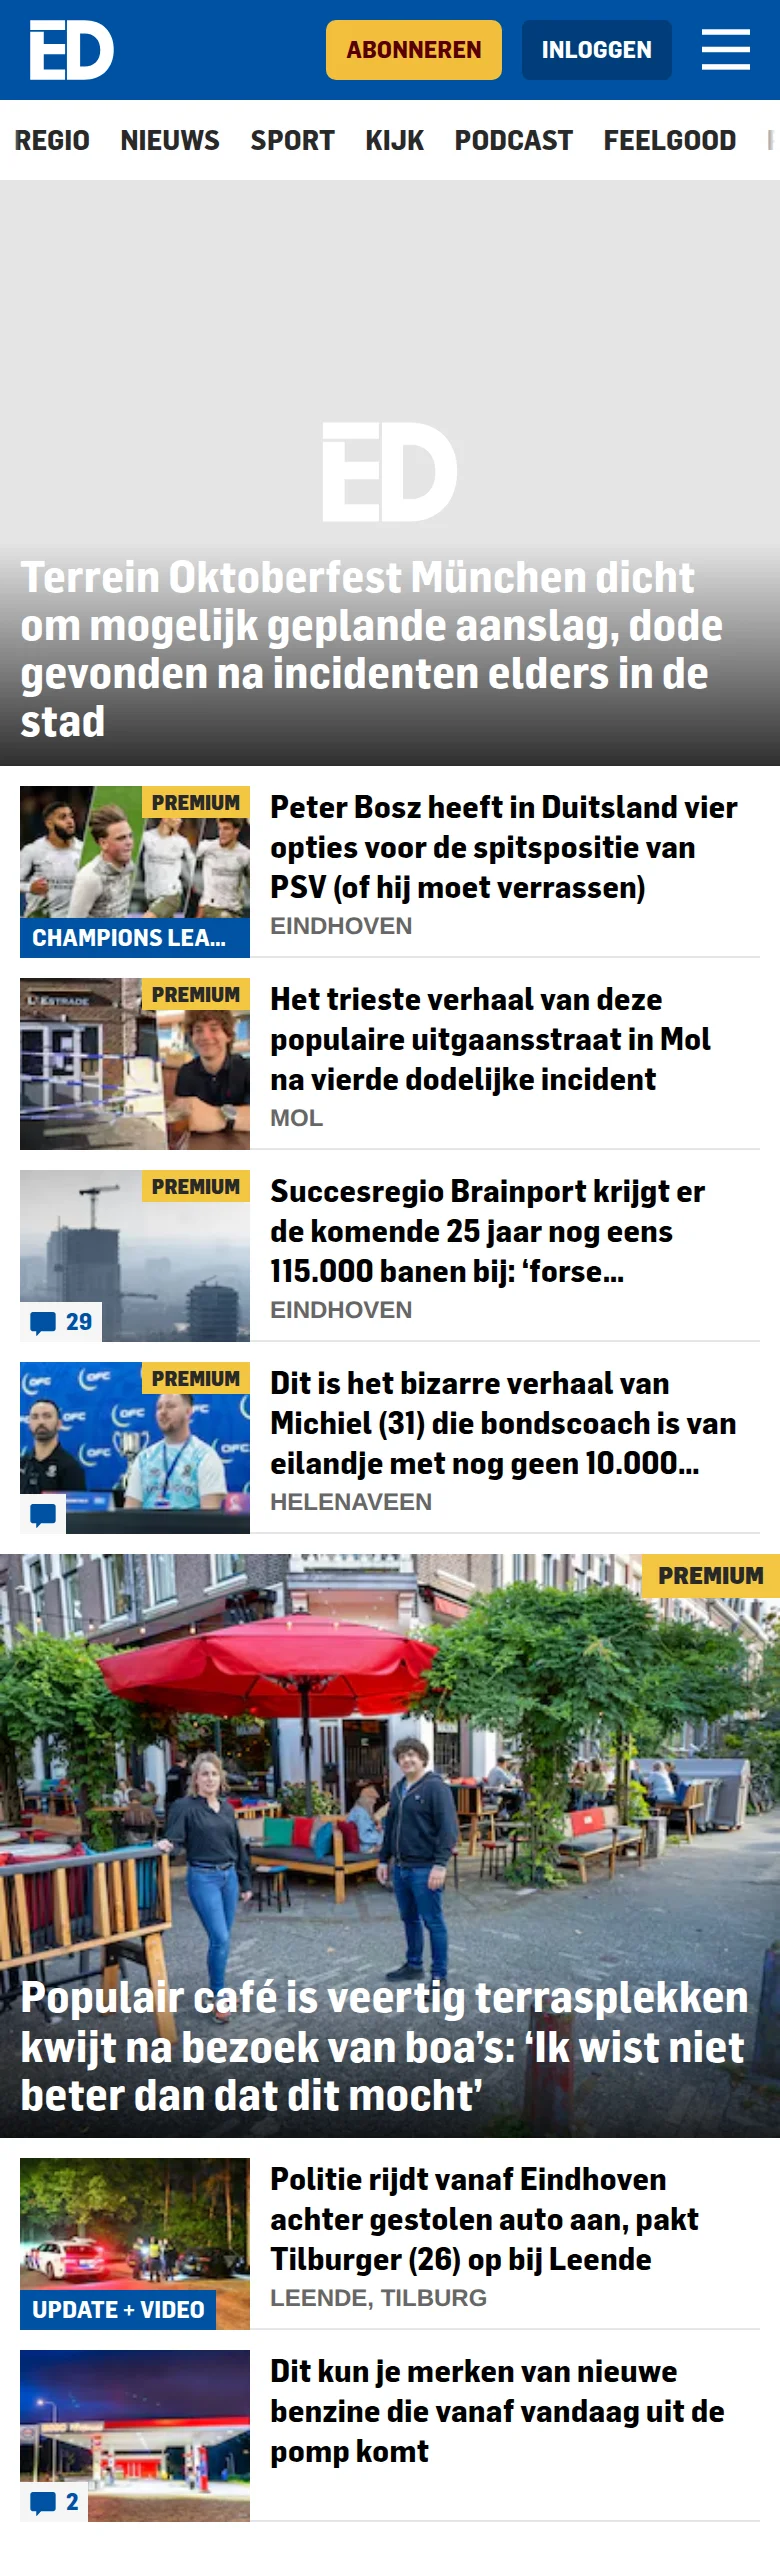 ED
ABONNEREN
INLOGGEN
REGIO NIEUWS SPORT KIJK PODCAST FEELGOOD
ED
Terrein Oktoberfest München dicht
om mogelijk geplande aanslag, dode
gevonden na incidenten elders in de
stad
PREMIUM
CHAMPIONS LEA...
Peter Bosz heeft in Duitsland vier
opties voor de spitspositie van
PSV (of hij moet verrassen)
EINDHOVEN
L'ESTRADE
PREMIUM
Het trieste verhaal van deze
populaire uitgaansstraat in Mol
na vierde dodelijke incident
MOL
PREMIUM
29
Succesregio Brainport krijgt er
de komende 25 jaar nog eens
115.000 banen bij: ‘forse...
EINDHOVEN
PREMIUM
OFC
OFC
OFC
OFC
OFC
OFC
Dit is het bizarre verhaal van
Michiel (31) die bondscoach is van
eilandje met nog geen 10.000...
HELENAVEEN
PREMIUM
Populair café is veertig terrasplekken
kwijt na bezoek van boa’s: ‘Ik wist niet
beter dan dat dit mocht’
UPDATE + VIDEO
Politie rijdt vanaf Eindhoven
achter gestolen auto aan, pakt
Tilburger (26) op bij Leende
LEENDE, TILBURG
2
Dit kun je merken van nieuwe
benzine die vanaf vandaag uit de
pomp komt